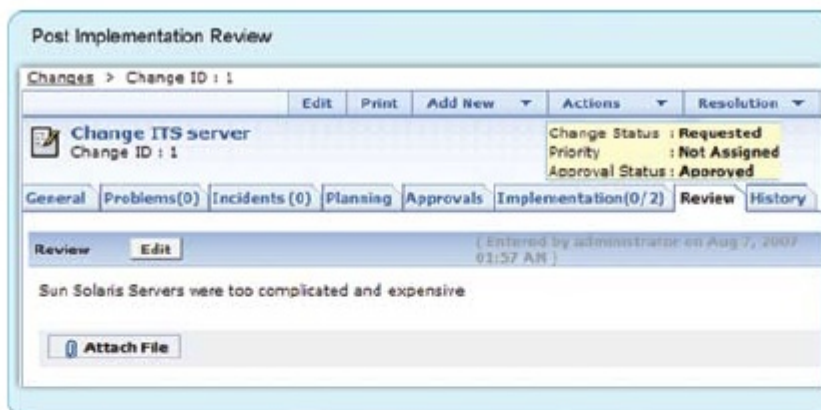 Post Implementation Review
Changes > Change ID : 1
Edit Print Add New Actions Resolution
Change ITS server
Change ID : 1
Change Status : Requested
Priority : Not Assigned
Approval Status : Approved
General Problems(0) Incidents (0) Planning Approvals Implementation(0/2) Review History
Review Edit ( Entered by administrator on Aug 7, 2007
01:57 AM )
Sun Solaris Servers were too complicated and expensive
Attach File